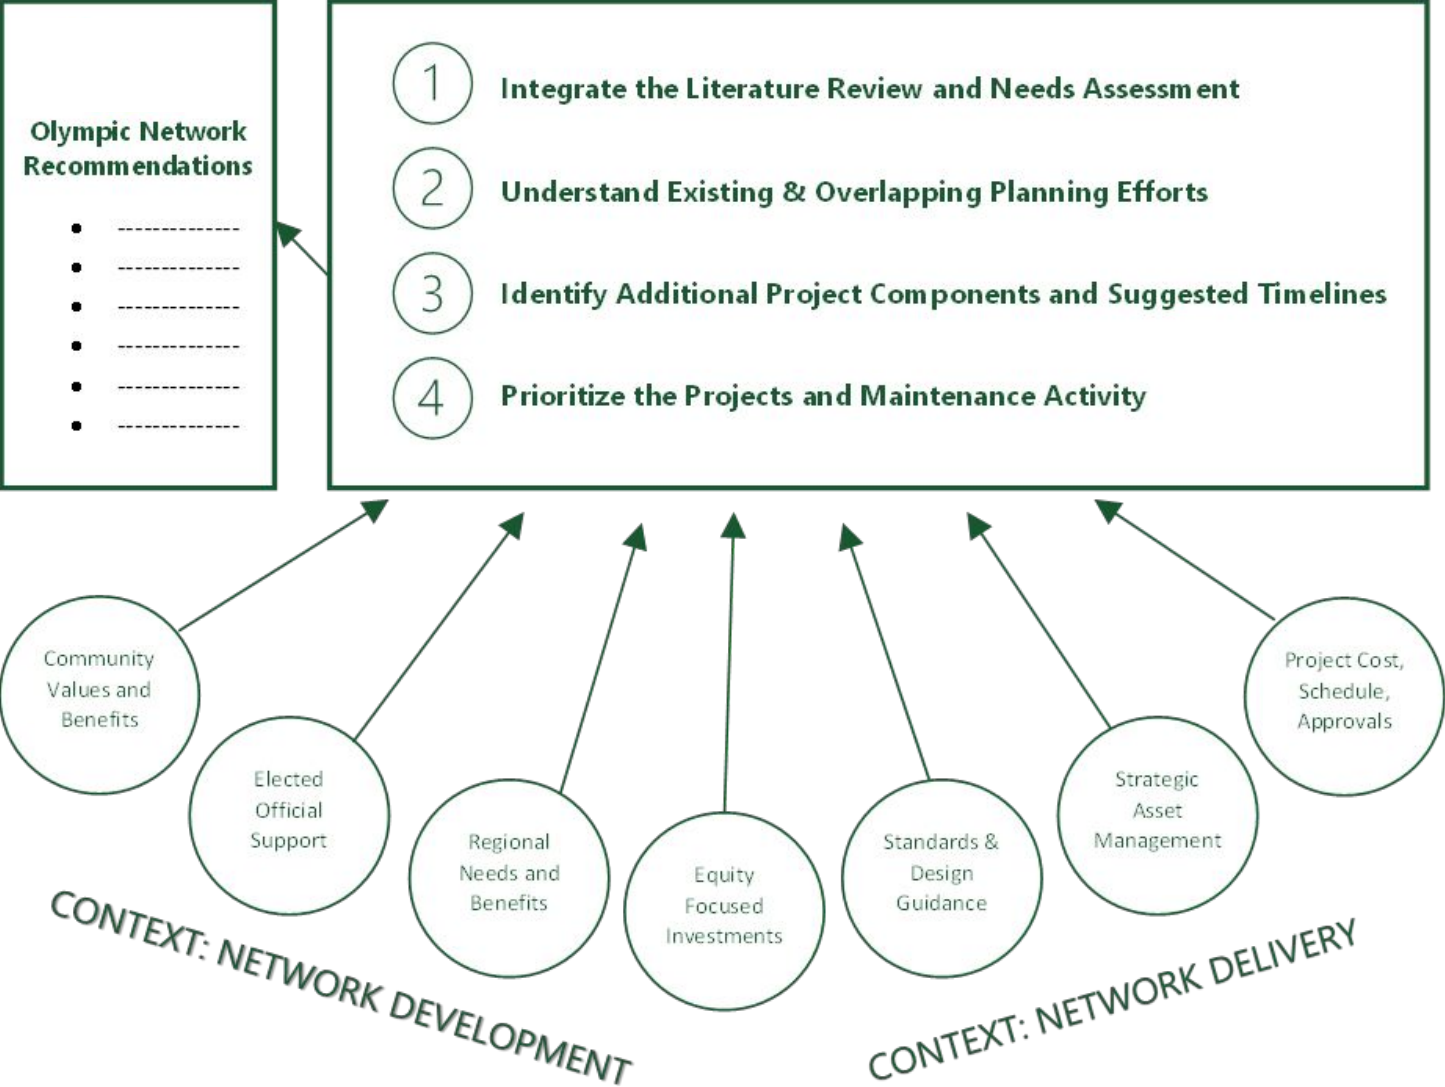 Olympic Network
Recommendations
• --------------
• --------------
• --------------
• --------------
• --------------
• --------------
1 Integrate the Literature Review and Needs Assessment
2 Understand Existing & Overlapping Planning Efforts
3 Identify Additional Project Components and Suggested Timelines
4 Prioritize the Projects and Maintenance Activity
Community
Values and
Benefits
Elected
Official
Support
Regional
Needs and
Benefits
Equity
Focused
Investments
Standards &
Design
Guidance
Strategic
Asset
Management
Project Cost,
Schedule,
Approvals
CONTEXT: NETWORK DEVELOPMENT
CONTEXT: NETWORK DELIVERY